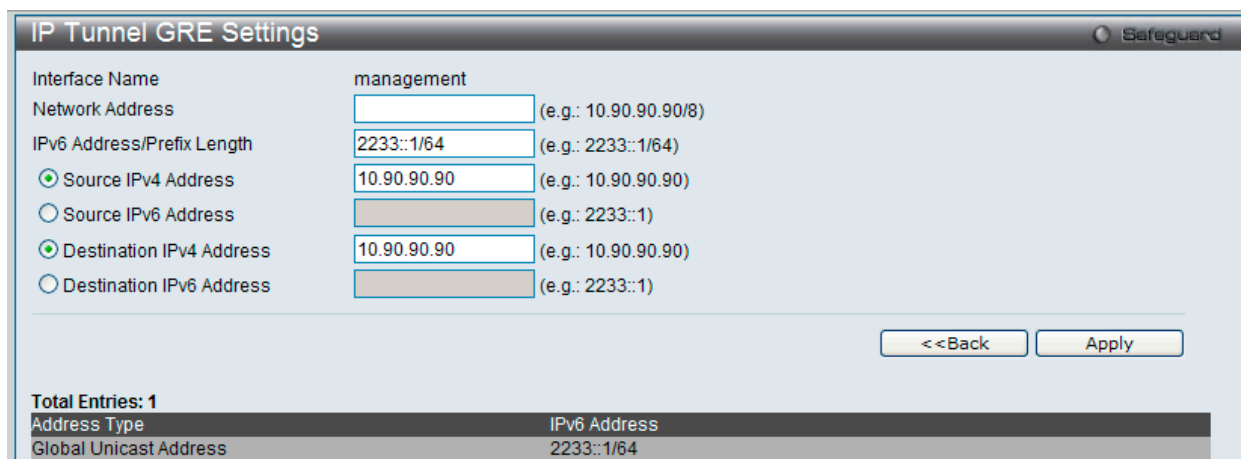 IP Tunnel GRE Settings Safeguard
Interface Name management
Network Address (e.g.: 10.90.90.90/8)
IPv6 Address/Prefix Length 2233::1/64 (e.g.: 2233::1/64)
Source IPv4 Address 10.90.90.90 (e.g.: 10.90.90.90)
Source IPv6 Address (e.g.: 2233::1)
Destination IPv4 Address 10.90.90.90 (e.g.: 10.90.90.90)
Destination IPv6 Address (e.g.: 2233::1)
<<Back Apply
Total Entries: 1
Address Type IPv6 Address
Global Unicast Address 2233::1/64